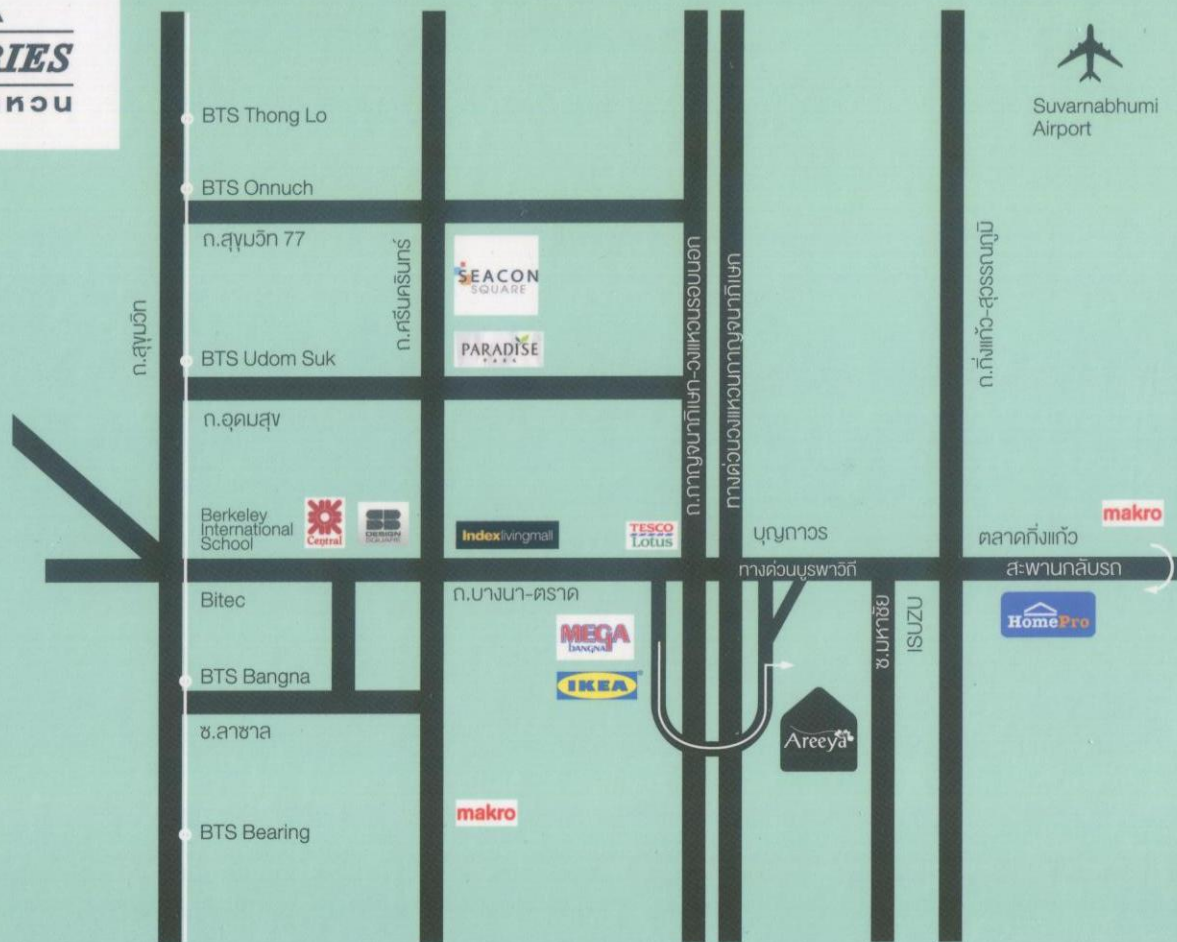 RIES
BTS Thong Lo
Suvarnabhumi
Airport
BTS Onnuch
ถ.สุขุมวิท 77
ถ.สุขุมวิท
ถ.ศรีนครินทร์
SEACON
SQUARE
PARADISE
PARK
BTS Udom Suk
ถ.อุดมสุข
ถ.กาญจนาภิเษก-วงแหวนรอบนอก
ทางด่วนวงแหวนกาญจนาภิเษก
ถ.กิ่งแก้ว-สุวรรณภูมิ
Berkeley
International
School
Central
SB
DESIGN
SQUARE
Indexlivingmall
TESCO
Lotus
บุญถาวร
ตลาดกิ่งแก้ว
makro
ทางด่วนบูรพาวิถี
สะพานกลับรถ
Bitec
ถ.บางนา-ตราด
MEGA
BANGNA
IKEA
ซ.มหาชัย
ISUZU
HomePro
BTS Bangna
ซ.ลาซาล
Areeya
makro
BTS Bearing